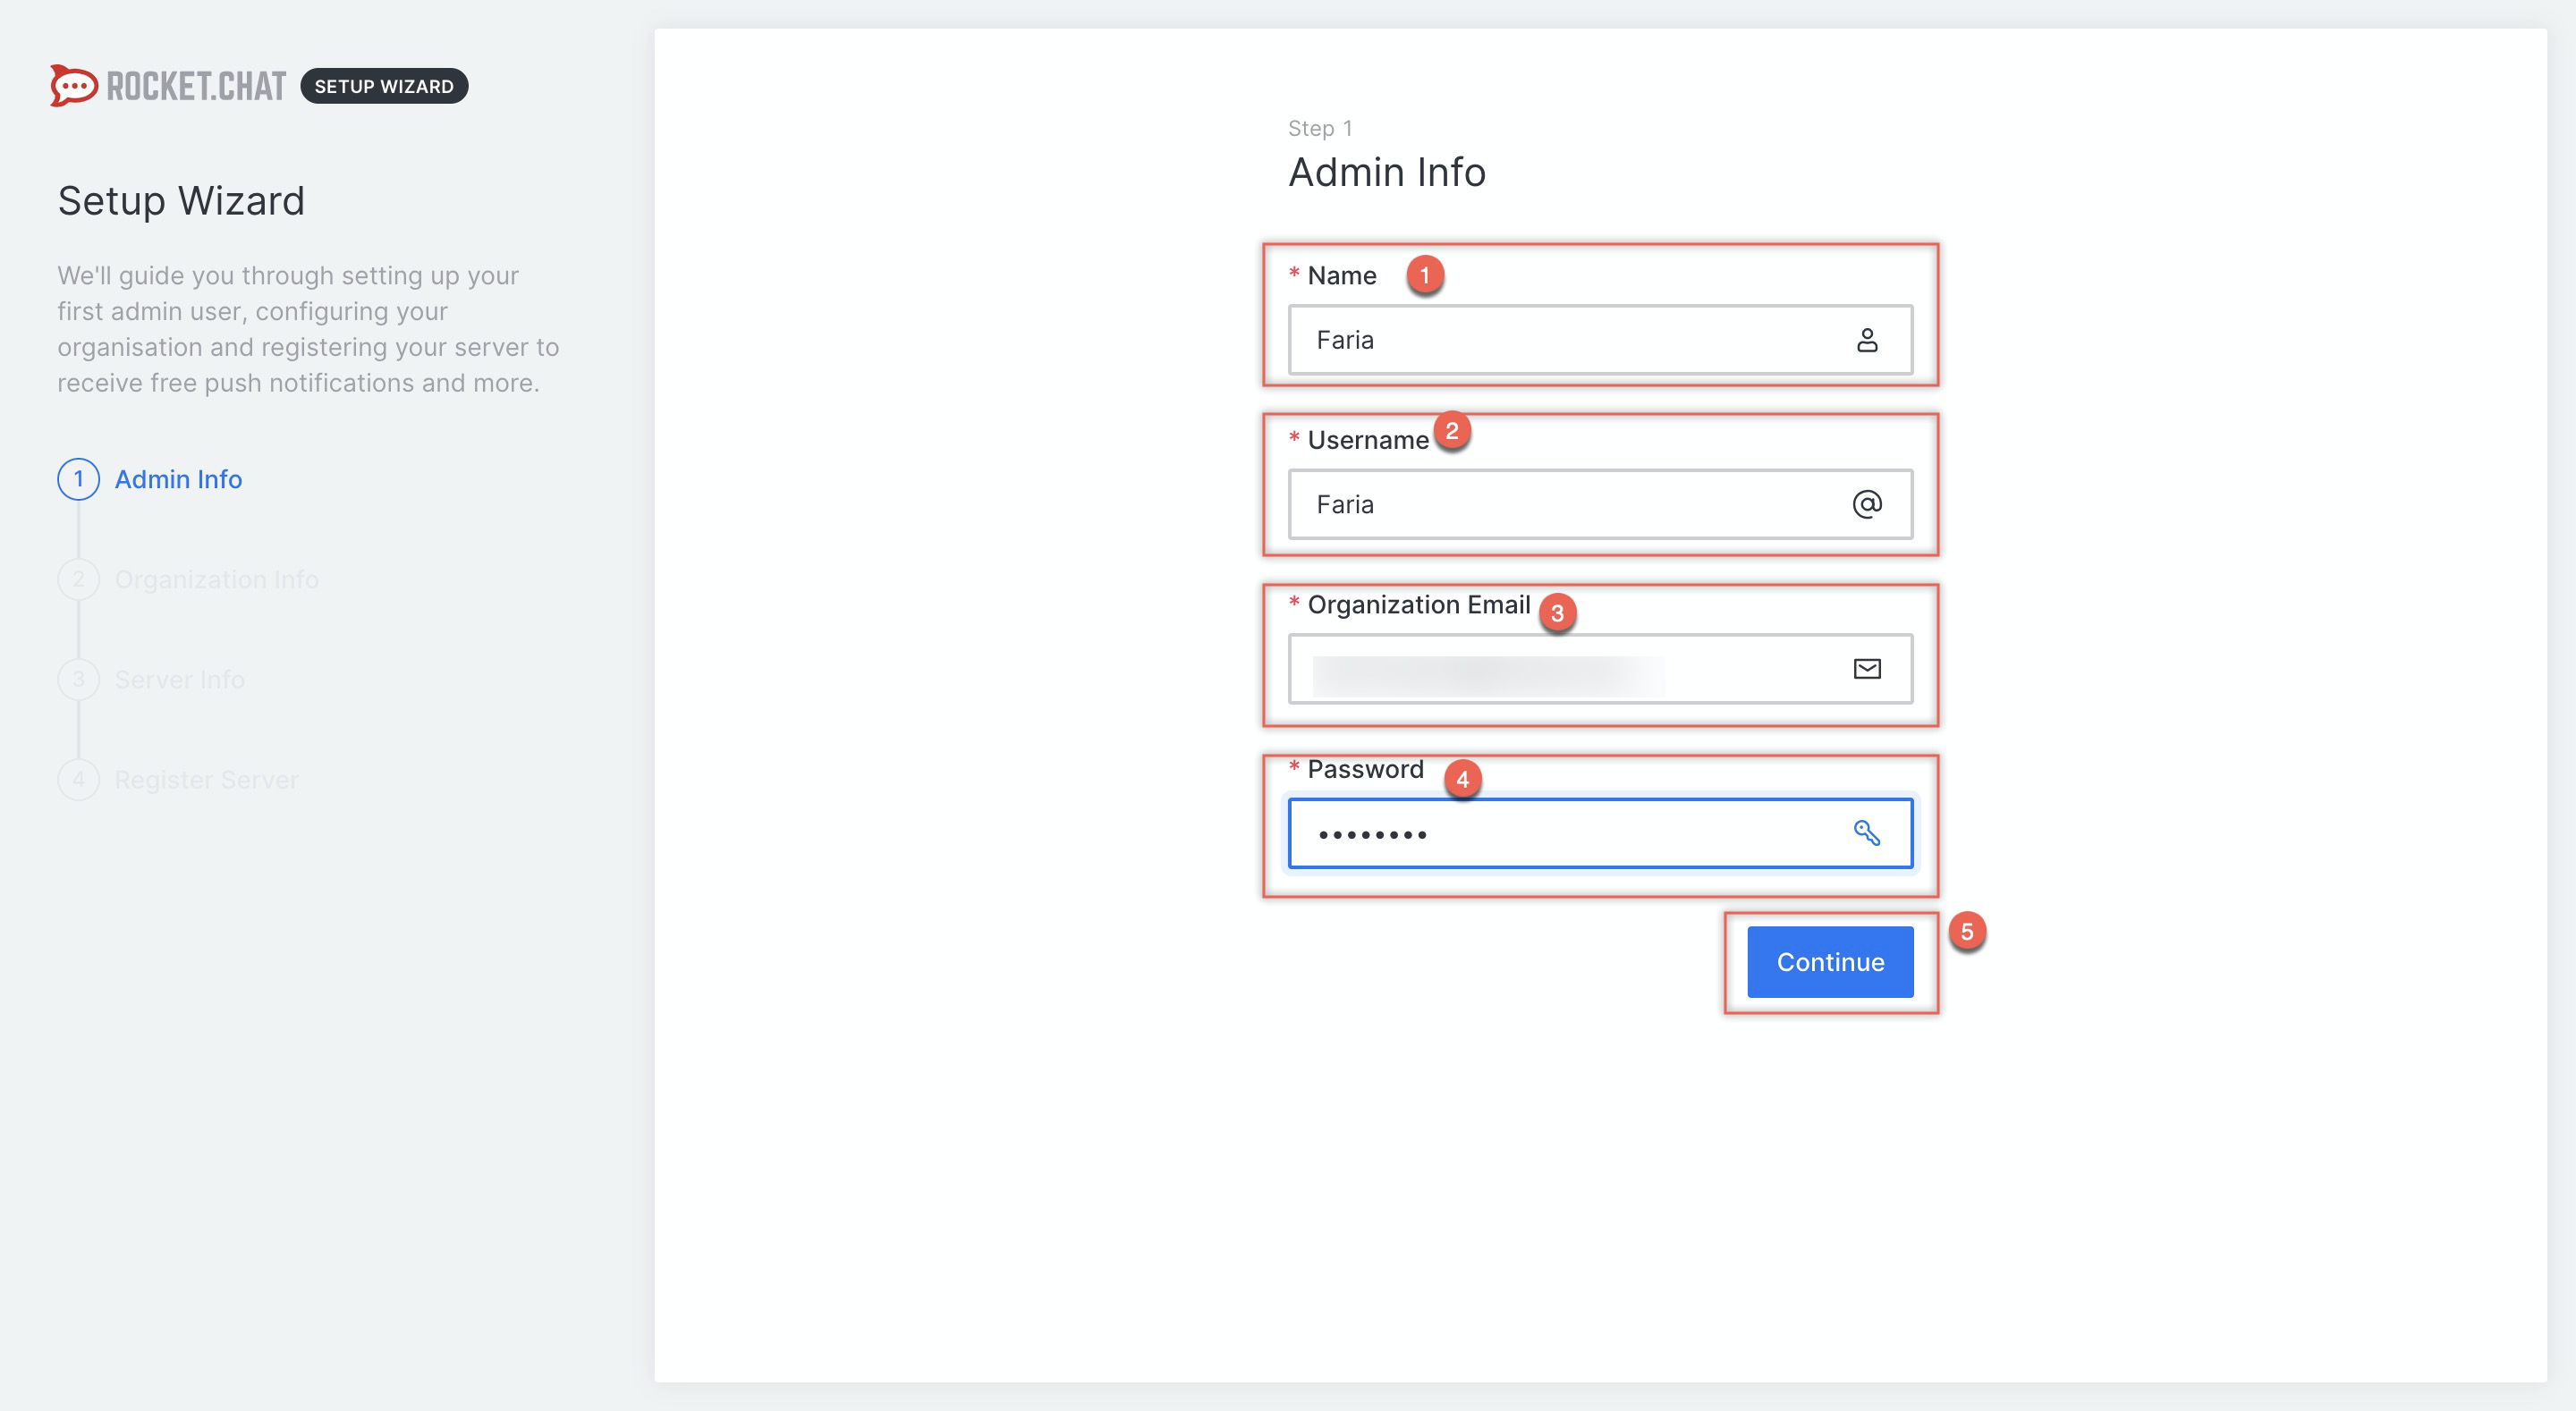 ROCKET.CHAT SETUP WIZARD
Setup Wizard
We'll guide you through setting up your
first admin user, configuring your
organisation and registering your server to
receive free push notifications and more.
1 Admin Info
2 Organization Info
3 Server Info
4 Register Server
Step 1
Admin Info
* Name 1
Faria
* Username 2
Faria
@
* Organization Email 3
* Password 4
••••••••
Continue 5